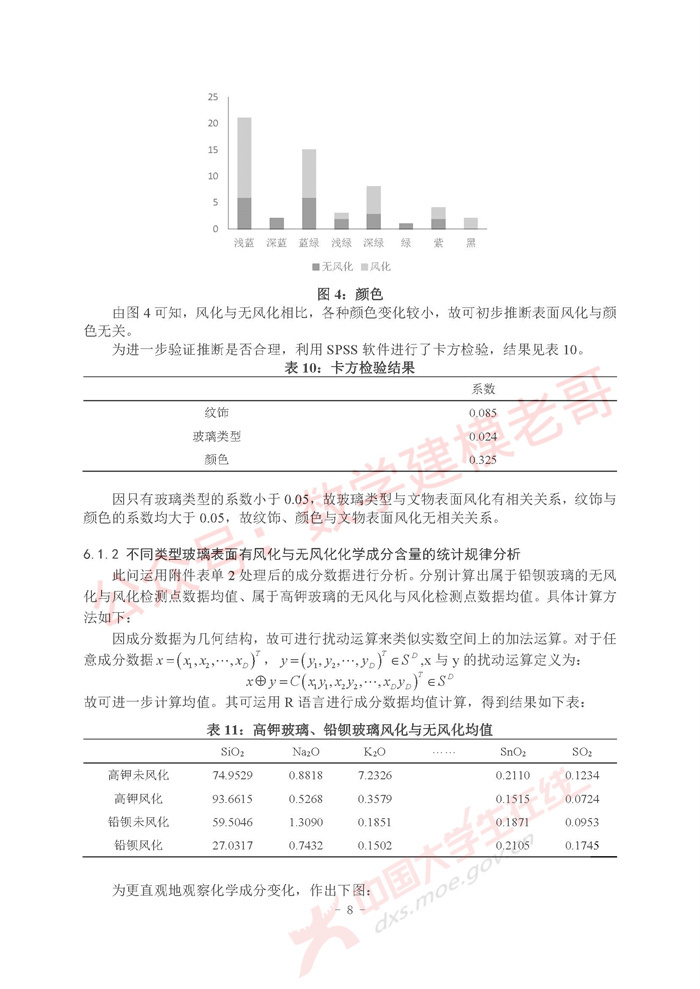 25
20
15
10
5
0
浅蓝 深蓝 蓝绿 浅绿 深绿 绿 紫 黑
无风化 风化
图 4：颜色
由图 4 可知，风化与无风化相比，各种颜色变化较小，故可初步推断表面风化与颜
色无关。
为进一步验证推断是否合理，利用 SPSS 软件进行了卡方检验，结果见表 10。
表 10：卡方检验结果
系数
纹饰 0.085
玻璃类型 0.024
颜色 0.325
因只有玻璃类型的系数小于 0.05，故玻璃类型与文物表面风化有相关关系，纹饰与
颜色的系数均大于 0.05，故纹饰、颜色与文物表面风化无相关关系。
6.1.2 不同类型玻璃表面有风化与无风化化学成分含量的统计规律分析
此问运用附件表单 2 处理后的成分数据进行分析。分别计算出属于铅钡玻璃的无风
化与风化检测点数据均值、属于高钾玻璃的无风化与风化检测点数据均值。具体计算方
法如下：
因成分数据为几何结构，故可进行扰动运算来类似实数空间上的加法运算。对于任
意成分数据 x = (x₁,x₂,⋯,x_D)ᵀ， y = (y₁,y₂,⋯,y_D)ᵀ ∈ Sᴰ ,x 与 y 的扰动运算定义为：
x⊕y = C(x₁y₁,x₂y₂,⋯,x_Dy_D)ᵀ ∈ Sᴰ
故可进一步计算均值。其可运用 R 语言进行成分数据均值计算，得到结果如下表：
表 11：高钾玻璃、铅钡玻璃风化与无风化均值
SiO₂ Na₂O K₂O …… SnO₂ SO₂
高钾未风化 74.9529 0.8818 7.2326 0.2110 0.1234
高钾风化 93.6615 0.5268 0.3579 0.1515 0.0724
铅钡未风化 59.5046 1.3090 0.1851 0.1871 0.0953
铅钡风化 27.0317 0.7432 0.1502 0.2105 0.1745
为更直观地观察化学成分变化，作出下图：
- 8 -
公众号：数学建模老哥
中国大学生在线
dxs.moe.gov.cn